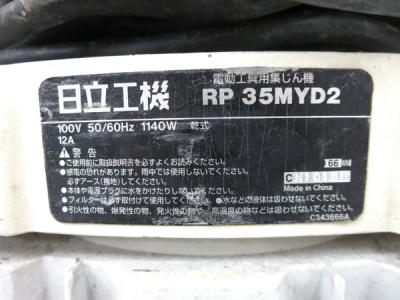 電動工具用集じん機
日立工機 RP 35MYD2
100V 50/60Hz 1140W 乾式
12A
⚠警告
●ご使用前に取扱説明書を必ずよくお読みください。
●感電の恐れがあります。濡らさないでください。
必ずアース(接地)してください。
●本体や電源プラグに水をかけたりしないでください。
●フィルターは必ず取付けて使用してください。●水などの液体は吸わないでください。
●引火性の物、爆発性の物、発火性の物、高温度の物などは吸わないでください。
66
Made in China
C343666A